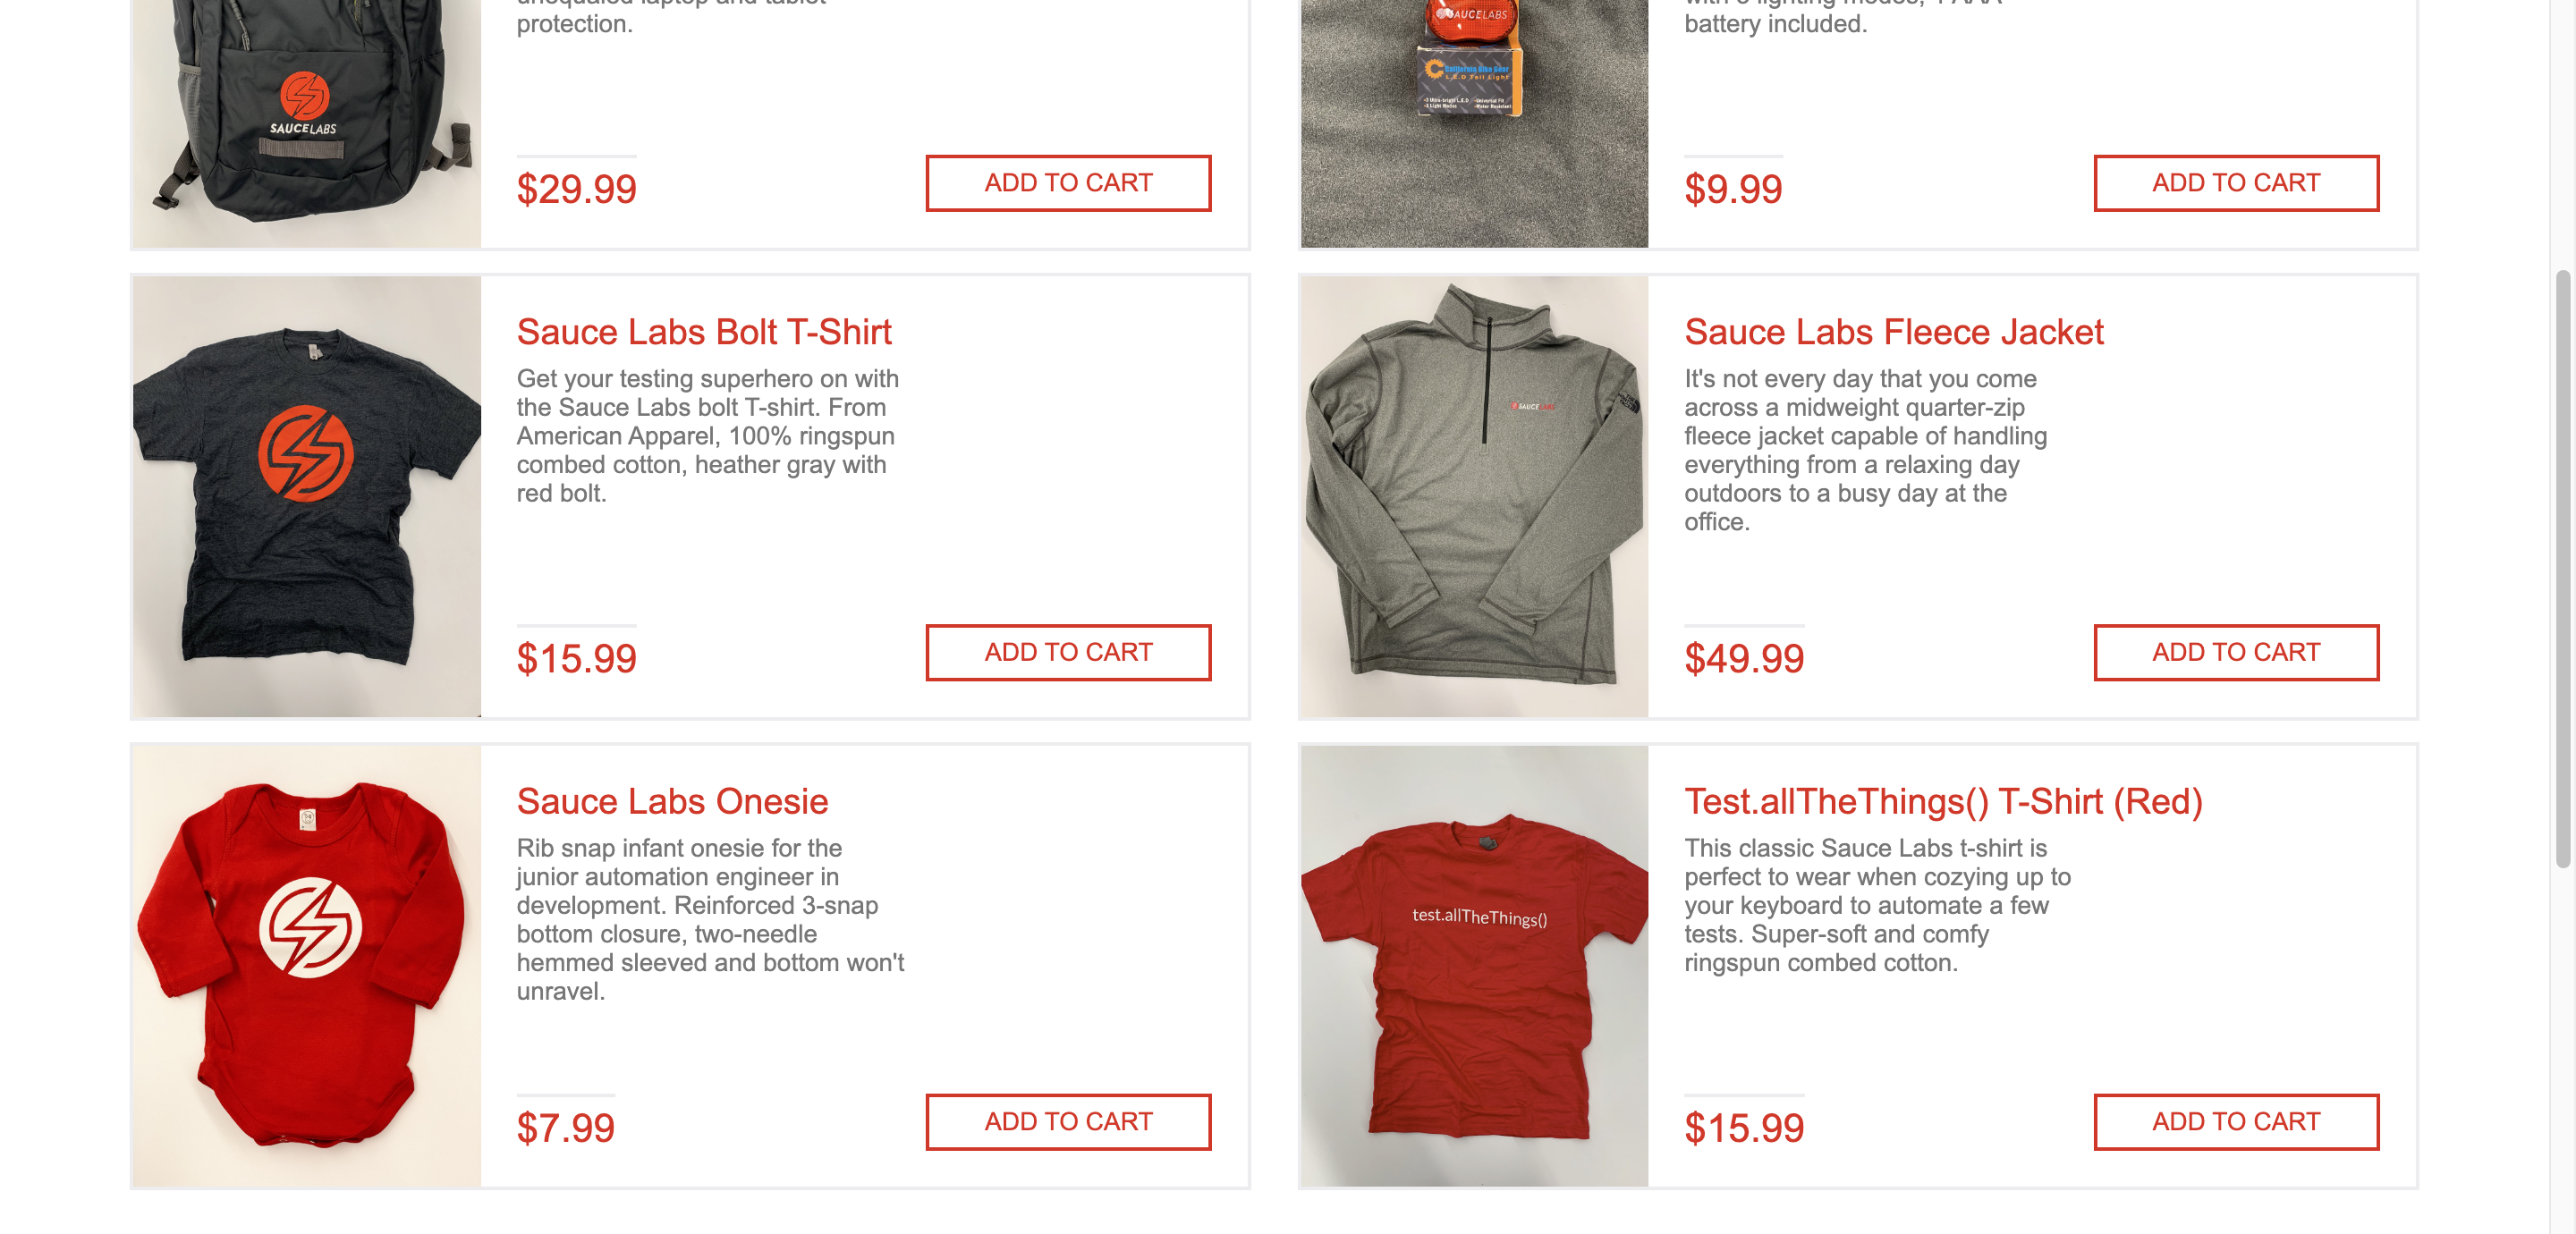 protection.
SAUCELABS
$29.99
ADD TO CART
battery included.
SAUCELABS
California Bike Gear
L.E.D Tail Light
$9.99
ADD TO CART
Sauce Labs Bolt T-Shirt
Get your testing superhero on with
the Sauce Labs bolt T-shirt. From
American Apparel, 100% ringspun
combed cotton, heather gray with
red bolt.
$15.99
ADD TO CART
Sauce Labs Fleece Jacket
It's not every day that you come
across a midweight quarter-zip
fleece jacket capable of handling
everything from a relaxing day
outdoors to a busy day at the
office.
SAUCELABS
$49.99
ADD TO CART
Sauce Labs Onesie
Rib snap infant onesie for the
junior automation engineer in
development. Reinforced 3-snap
bottom closure, two-needle
hemmed sleeved and bottom won't
unravel.
$7.99
ADD TO CART
Test.allTheThings() T-Shirt (Red)
This classic Sauce Labs t-shirt is
perfect to wear when cozying up to
your keyboard to automate a few
tests. Super-soft and comfy
ringspun combed cotton.
test.allTheThings()
$15.99
ADD TO CART